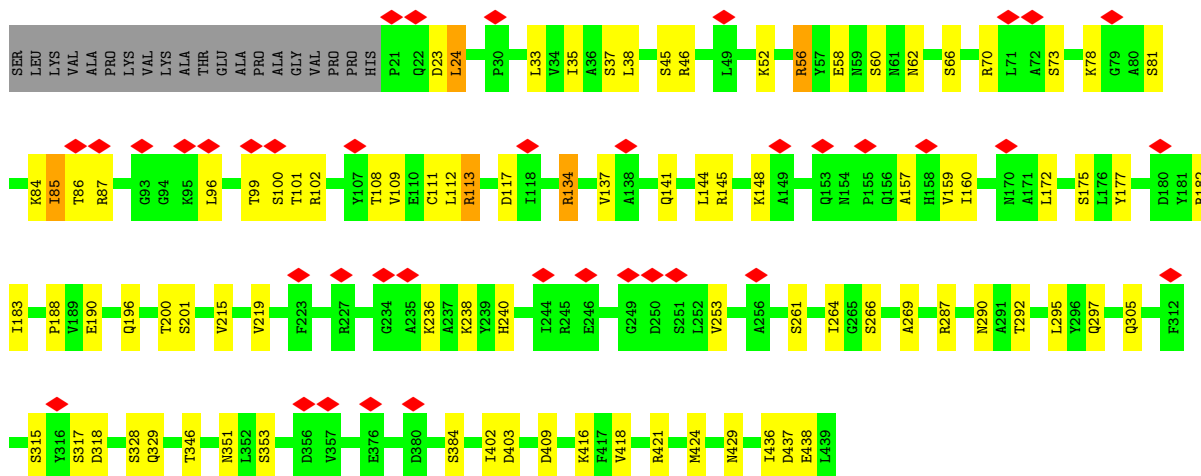 SER LEU LYS VAL ALA PRO LYS VAL LYS ALA THR GLU ALA PRO ALA GLY VAL PRO PRO HIS P21 Q22 D23 L24 P30 L33 V34 I35 A36 S37 L38 S45 R46 L49 K52 R56 Y57 E58 N59 S60 N61 N62 S66 R70 L71 A72 S73 K78 G79 A80 S81
K84 I85 T86 R87 G93 G94 K95 L96 T99 S100 T101 R102 Y107 T108 V109 E110 C111 L112 R113 D117 I118 R134 V137 A138 Q141 L144 R145 K148 A149 Q153 N154 P155 Q156 A157 H158 V159 I160 N170 A171 L172 S175 L176 Y177 D180 Y181 R182
I183 P188 V189 E190 Q196 T200 S201 V215 V219 F223 R227 G234 A235 K236 A237 K238 V239 H240 I244 R245 E246 G249 D250 S251 L252 V253 A256 S261 I264 G265 S266 A269 R287 N290 A291 T292 L295 Y296 Q297 Q305 F312
S315 Y316 S317 D318 S328 Q329 T346 N351 L352 S353 D356 V357 E376 D380 S384 I402 D403 D409 K416 F417 V418 R421 M424 N429 I436 D437 E438 L439